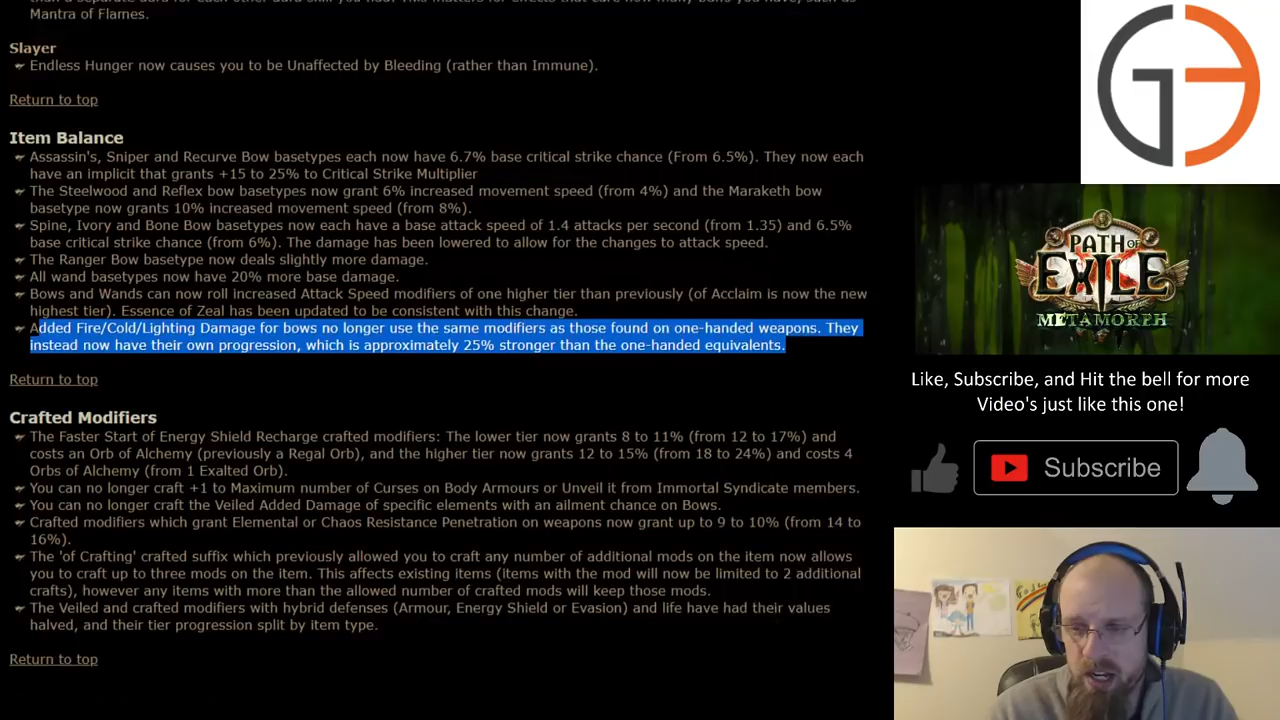 Mantra of Flames.
Slayer
Endless Hunger now causes you to be Unaffected by Bleeding (rather than Immune).
Return to top
Item Balance
Assassin's, Sniper and Recurve Bow basetypes each now have 6.7% base critical strike chance (From 6.5%). They now each
have an implicit that grants +15 to 25% to Critical Strike Multiplier
The Steelwood and Reflex bow basetypes now grant 6% increased movement speed (from 4%) and the Maraketh bow
basetype now grants 10% increased movement speed (from 8%).
Spine, Ivory and Bone Bow basetypes now each have a base attack speed of 1.4 attacks per second (from 1.35) and 6.5%
base critical strike chance (from 6%). The damage has been lowered to allow for the changes to attack speed.
The Ranger Bow basetype now deals slightly more damage.
All wand basetypes now have 20% more base damage.
Bows and Wands can now roll increased Attack Speed modifiers of one higher tier than previously (of Acclaim is now the new
highest tier). Essence of Zeal has been updated to be consistent with this change.
Added Fire/Cold/Lighting Damage for bows no longer use the same modifiers as those found on one-handed weapons. They
instead now have their own progression, which is approximately 25% stronger than the one-handed equivalents.
Return to top
Crafted Modifiers
The Faster Start of Energy Shield Recharge crafted modifiers: The lower tier now grants 8 to 11% (from 12 to 17%) and
costs an Orb of Alchemy (previously a Regal Orb), and the higher tier now grants 12 to 15% (from 18 to 24%) and costs 4
Orbs of Alchemy (from 1 Exalted Orb).
You can no longer craft +1 to Maximum number of Curses on Body Armours or Unveil it from Immortal Syndicate members.
You can no longer craft the Veiled Added Damage of specific elements with an ailment chance on Bows.
Crafted modifiers which grant Elemental or Chaos Resistance Penetration on weapons now grant up to 9 to 10% (from 14 to
16%).
The 'of Crafting' crafted suffix which previously allowed you to craft any number of additional mods on the item now allows
you to craft up to three mods on the item. This affects existing items (items with the mod will now be limited to 2 additional
crafts), however any items with more than the allowed number of crafted mods will keep those mods.
The Veiled and crafted modifiers with hybrid defenses (Armour, Energy Shield or Evasion) and life have had their values
halved, and their tier progression split by item type.
Return to top
PATH OF
EXILE
METAMORPH
Like, Subscribe, and Hit the bell for more
Video's just like this one!
Subscribe